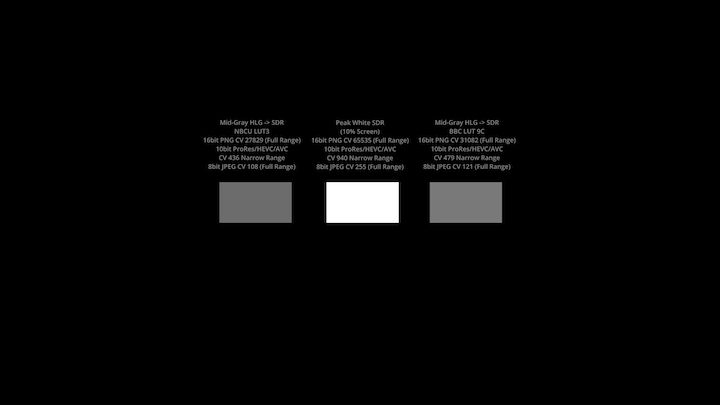 Mid-Gray HLG -> SDR
NBCU LUT3
16bit PNG CV 27829 (Full Range)
10bit ProRes/HEVC/AVC
CV 436 Narrow Range
8bit JPEG CV 108 (Full Range)
Peak White SDR
(10% Screen)
16bit PNG CV 65535 (Full Range)
10bit ProRes/HEVC/AVC
CV 940 Narrow Range
8bit JPEG CV 255 (Full Range)
Mid-Gray HLG -> SDR
BBC LUT 9C
16bit PNG CV 31082 (Full Range)
10bit ProRes/HEVC/AVC
CV 479 Narrow Range
8bit JPEG CV 121 (Full Range)